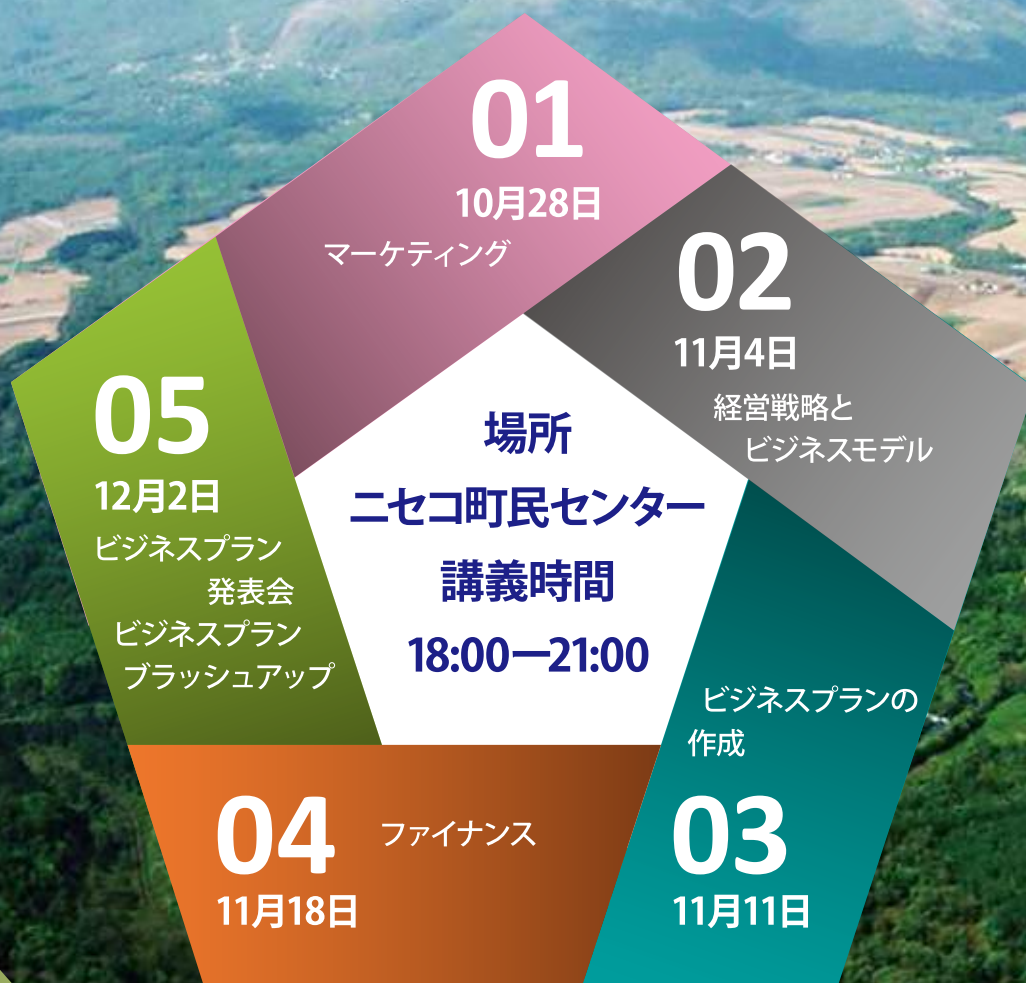 01
10月28日
マーケティング
02
11月4日
経営戦略と
ビジネスモデル
ビジネスプランの
作成
03
11月11日
04
ファイナンス
11月18日
05
12月2日
ビジネスプラン
発表会
ビジネスプラン
ブラッシュアップ
場所
ニセコ町民センター
講義時間
18:00ー21:00